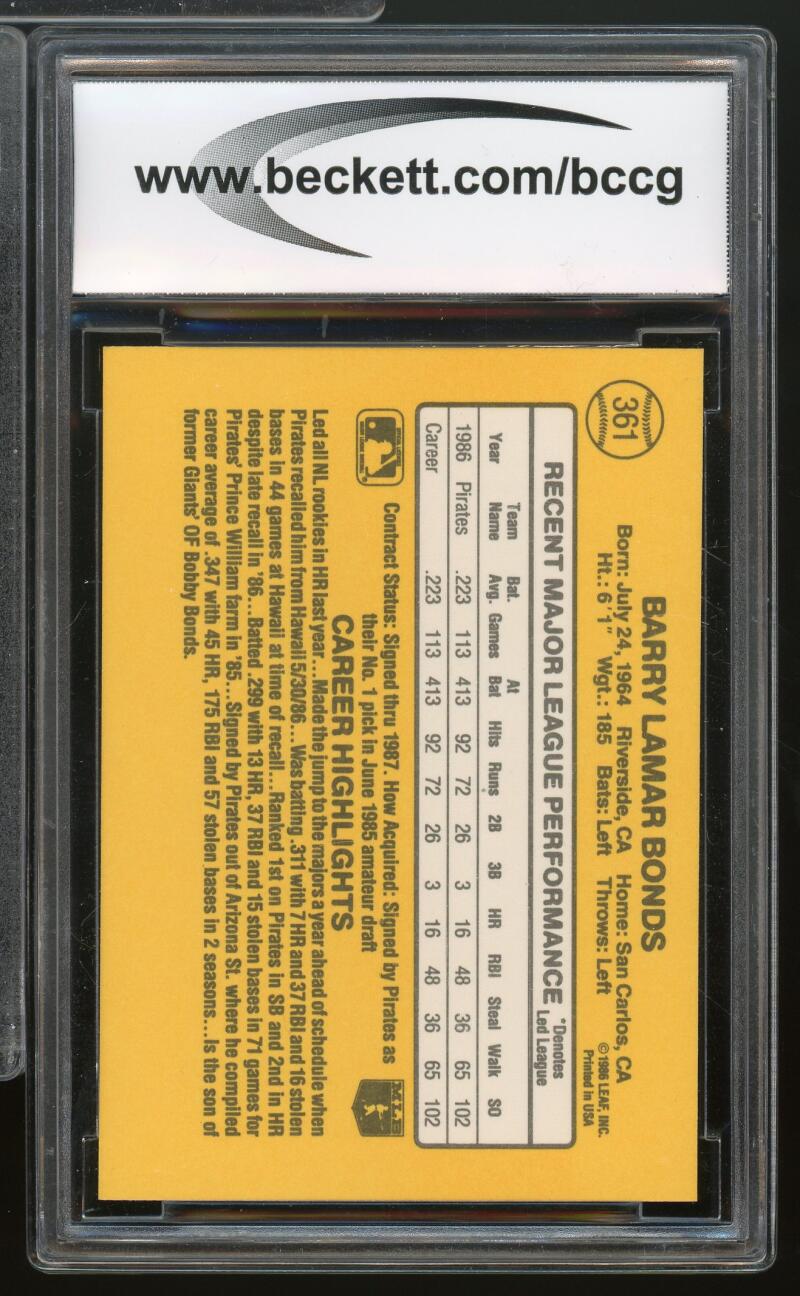 www.beckett.com/bccg
361
BARRY LAMAR BONDS
Born: July 24, 1964 Riverside, CA Home: San Carlos, CA
Ht.: 6'1" Wgt.: 185 Bats: Left Throws: Left
©1986 LEAF, INC.
Printed in USA
RECENT MAJOR LEAGUE PERFORMANCE
*Denotes
Led League
Year Team Name Bat. Avg. Games At Bat Hits Runs 2B 3B HR RBI Steal Walk SO
1986 Pirates .223 113 413 92 72 26 3 16 48 36 65 102
Career .223 113 413 92 72 26 3 16 48 36 65 102
Contract Status: Signed thru 1987. How Acquired: Signed by Pirates as
their No. 1 pick in June 1985 amateur draft
MLB
CAREER HIGHLIGHTS
Led all NL rookies in HR last year...Made the jump to the majors a year ahead of schedule when
Pirates recalled him from Hawaii 5/30/86...Was batting .311 with 7 HR and 37 RBI and 16 stolen
bases in 44 games at Hawaii at time of recall...Ranked 1st on Pirates in SB and 2nd in HR
despite late recall in '86...Batted .299 with 13 HR, 37 RBI and 15 stolen bases in 71 games for
Pirates' Prince William farm in '85...Signed by Pirates out of Arizona St. where he compiled
career average of .347 with 45 HR, 175 RBI and 57 stolen bases in 2 seasons...Is the son of
former Giants' OF Bobby Bonds.